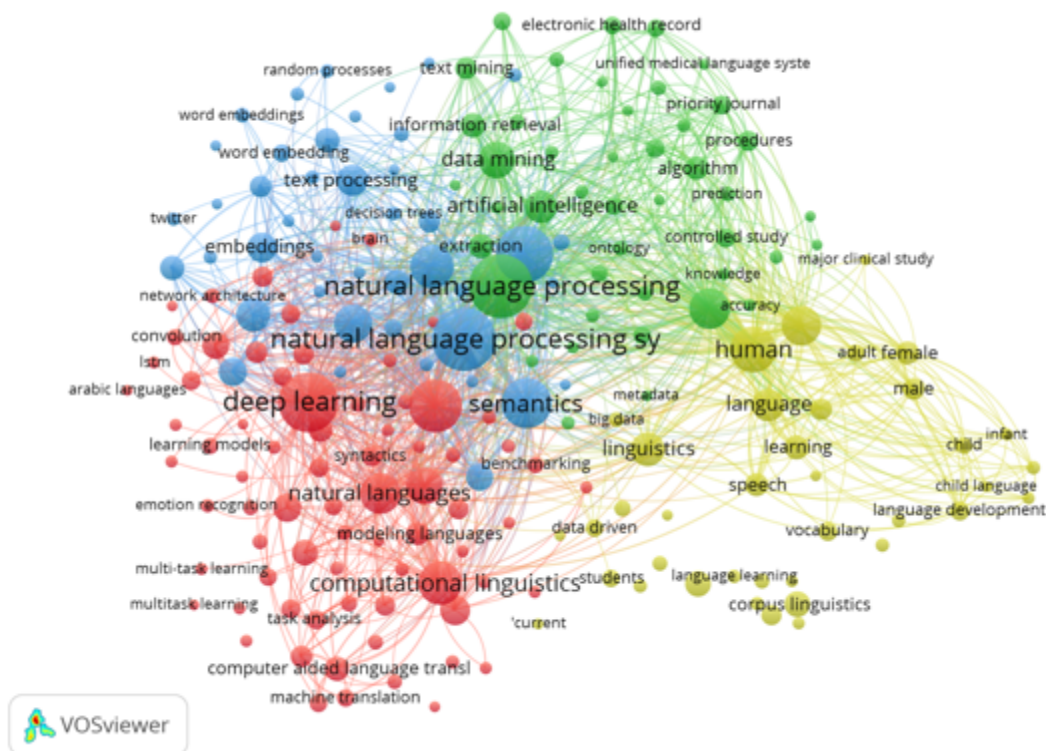 electronic health record
random processes
text mining
unified medical language syste
word embeddings
priority journal
information retrieval
word embedding
procedures
data mining
algorithm
text processing
prediction
twitter
decision trees
artificial intelligence
brain
controlled study
embeddings
extraction
ontology
major clinical study
knowledge
natural language processing
network architecture
accuracy
convolution
natural language processing sy
human
adult
female
lstm
arabic languages
male
metadata
deep learning
semantics
language
big data
infant
learning models
linguistics
learning
child
syntactics
benchmarking
speech
child language
natural languages
emotion recognition
language development
data driven
vocabulary
modeling languages
multi-task learning
students
language learning
computational linguistics
multitask learning
corpus linguistics
task analysis
'current
computer aided language transl
machine translation
VOSviewer